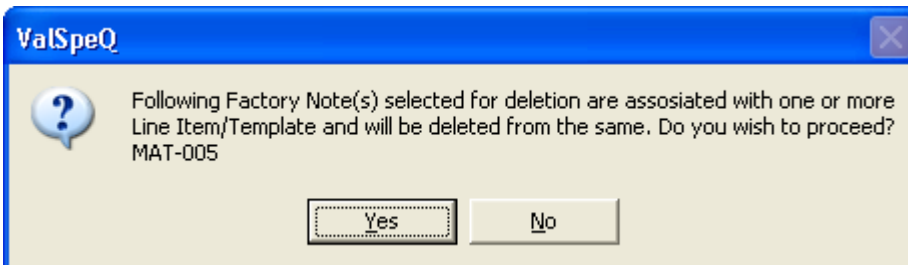 ValSpeQ
Following Factory Note(s) selected for deletion are assosiated with one or more
Line Item/Template and will be deleted from the same. Do you wish to proceed?
MAT-005
Yes No